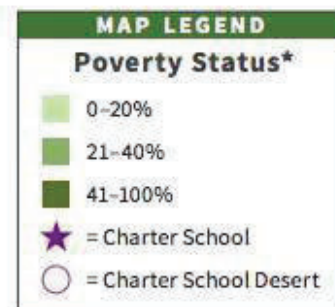 MAP LEGEND
Poverty Status*
0–20%
21–40%
41–100%
= Charter School
= Charter School Desert